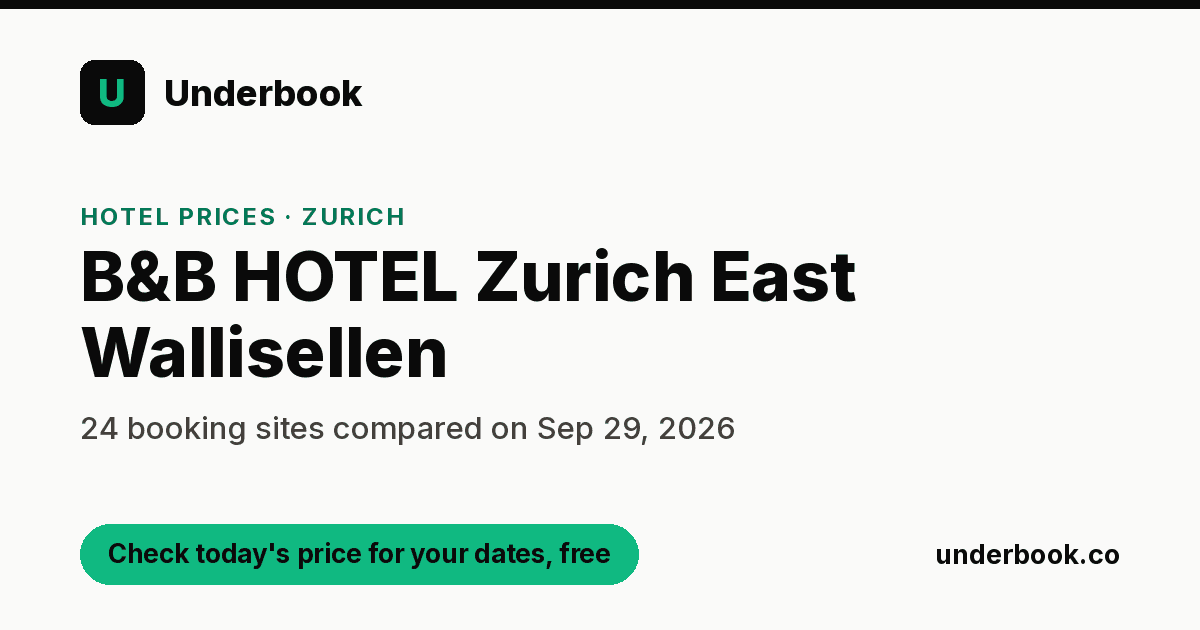 U Underbook
HOTEL PRICES · ZURICH
B&B HOTEL Zurich East
Wallisellen
24 booking sites compared on Sep 29, 2026
Check today's price for your dates, free
underbook.co